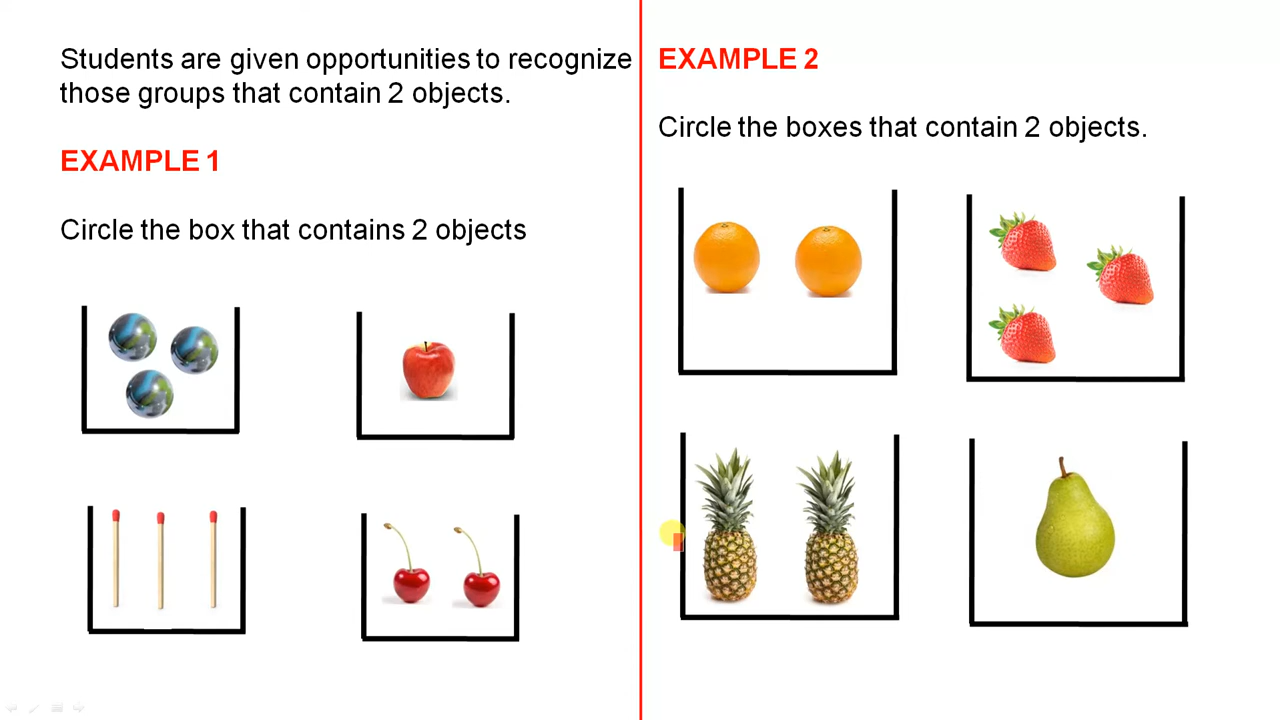 Students are given opportunities to recognize
those groups that contain 2 objects.
EXAMPLE 1
Circle the box that contains 2 objects
EXAMPLE 2
Circle the boxes that contain 2 objects.